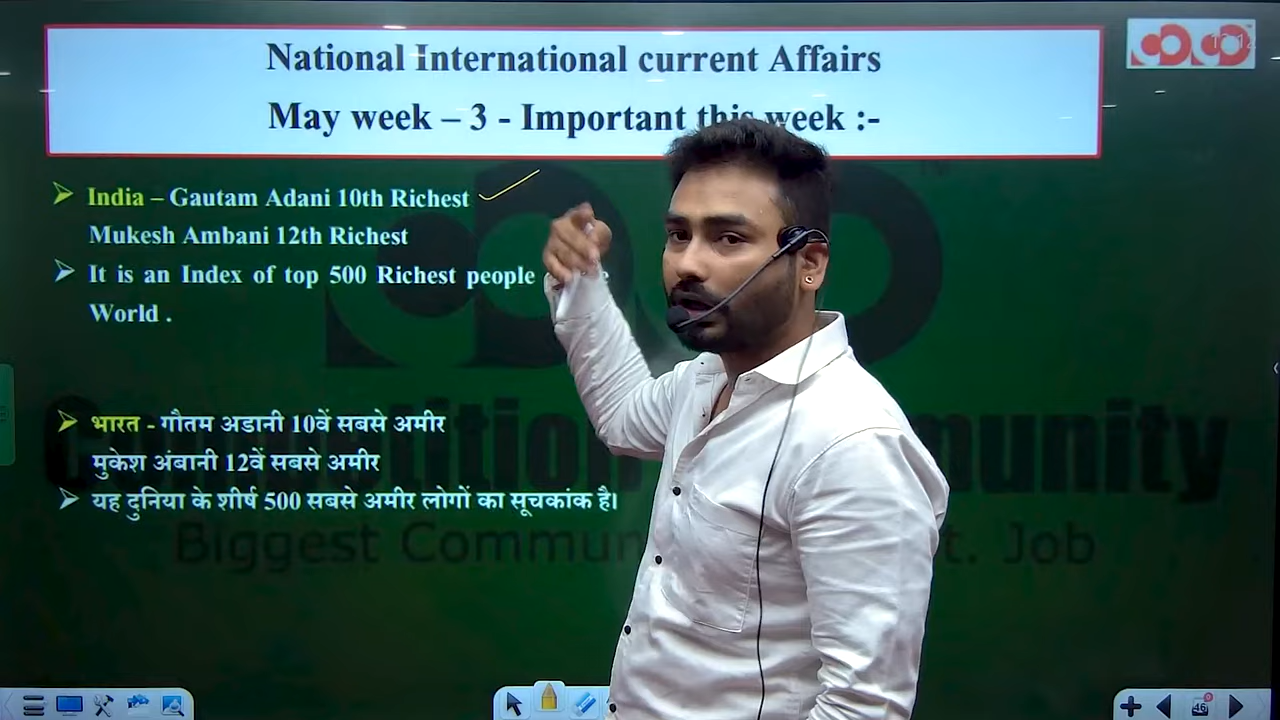 National International current Affairs
May week – 3 - Important this week :-
India – Gautam Adani 10th Richest
Mukesh Ambani 12th Richest
It is an Index of top 500 Richest people
World .
भारत - गौतम अडानी 10वें सबसे अमीर
मुकेश अंबानी 12वें सबसे अमीर
यह दुनिया के शीर्ष 500 सबसे अमीर लोगों का सूचकांक है।
Biggest
Job
46